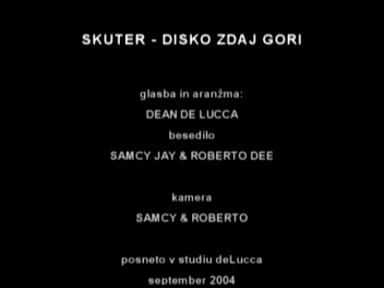 SKUTER - DISKO ZDAJ GORI
glasba in aranžma:
DEAN DE LUCCA
besedilo
SAMCY JAY & ROBERTO DEE
kamera
SAMCY & ROBERTO
posneto v studiu deLucca
september 2004